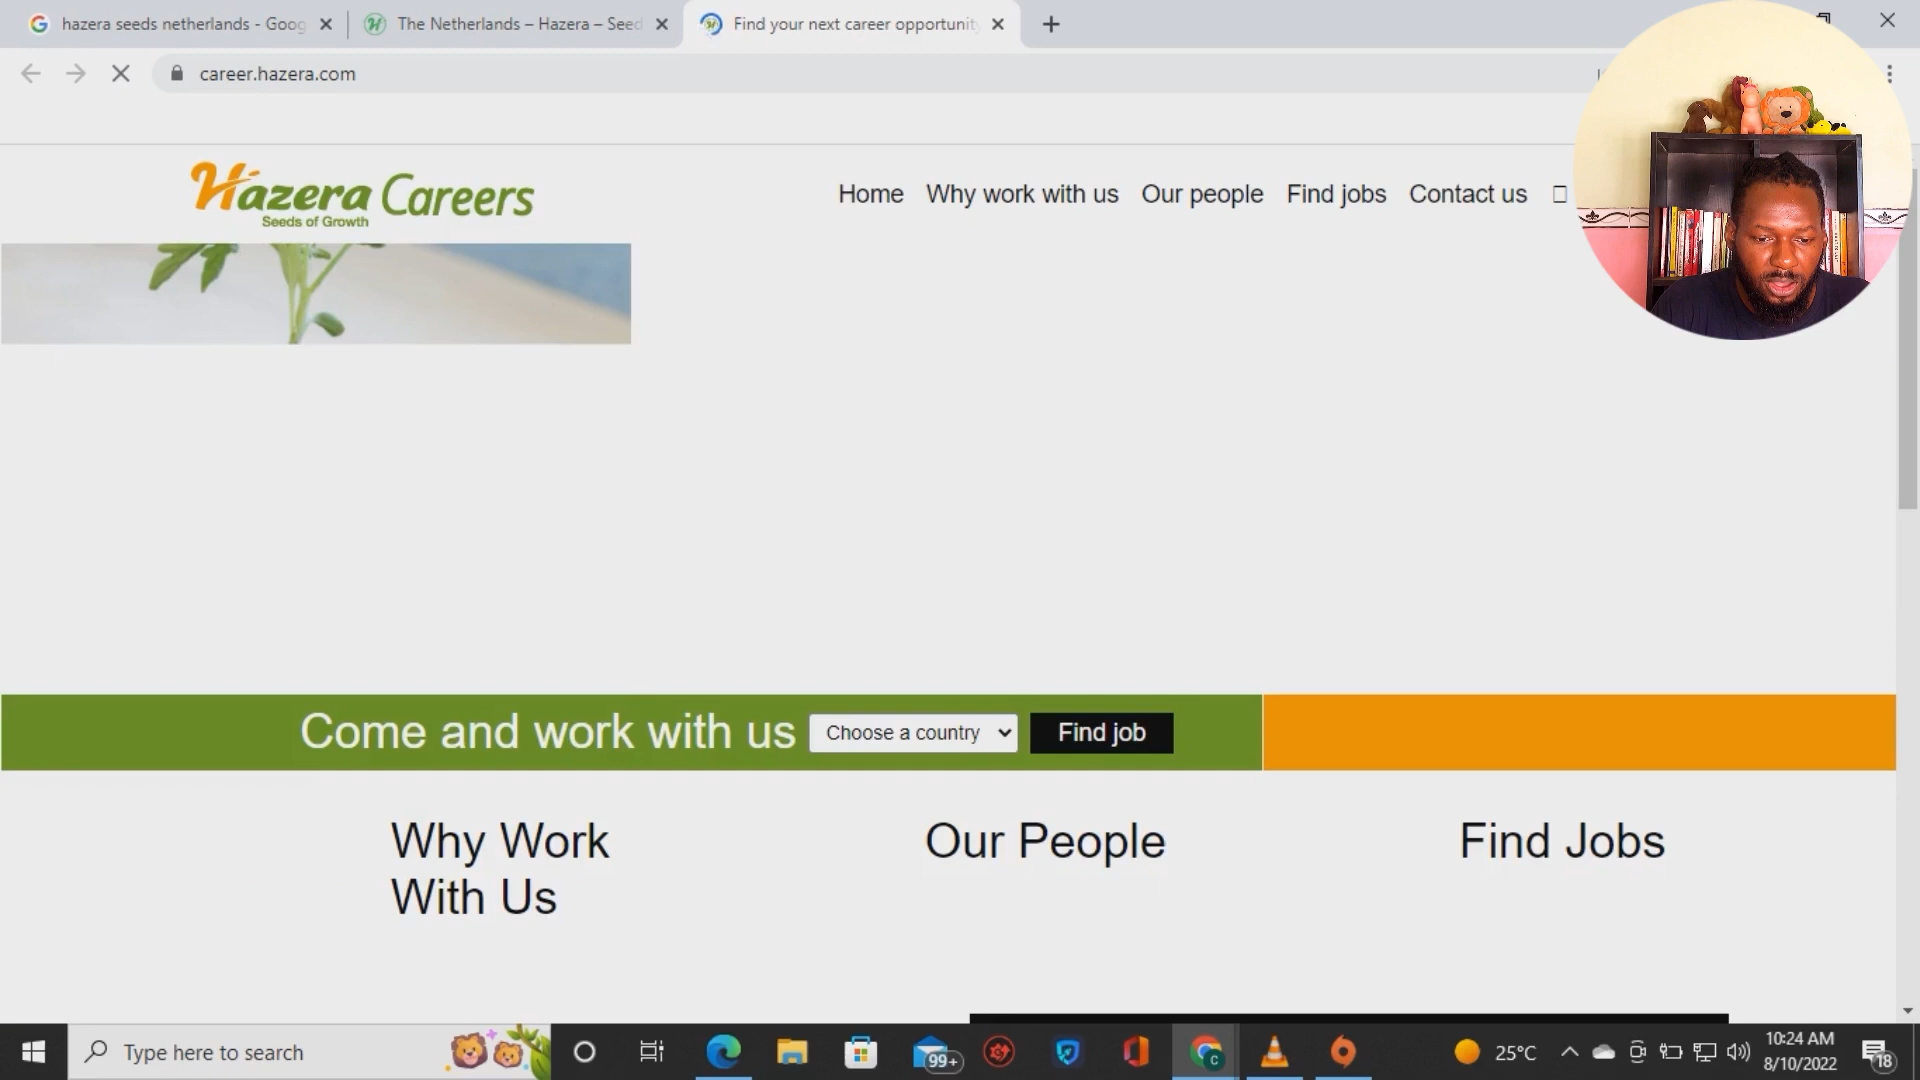 hazera seeds netherlands - Goog
The Netherlands – Hazera – Seed
Find your next career opportunity
career.hazera.com
Hazera Careers
Seeds of Growth
Home Why work with us Our people Find jobs Contact us
Come and work with us Choose a country Find job
Why Work
With Us
Our People
Find Jobs
Type here to search
99+
C
25°C
10:24 AM
8/10/2022
18